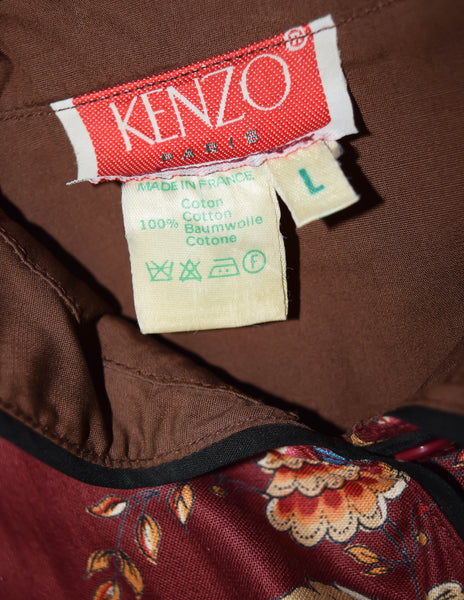 KENZO
®
PARIS
MADE IN FRANCE
L
Coton
100% Cotton
Baumwolle
Cotone
F